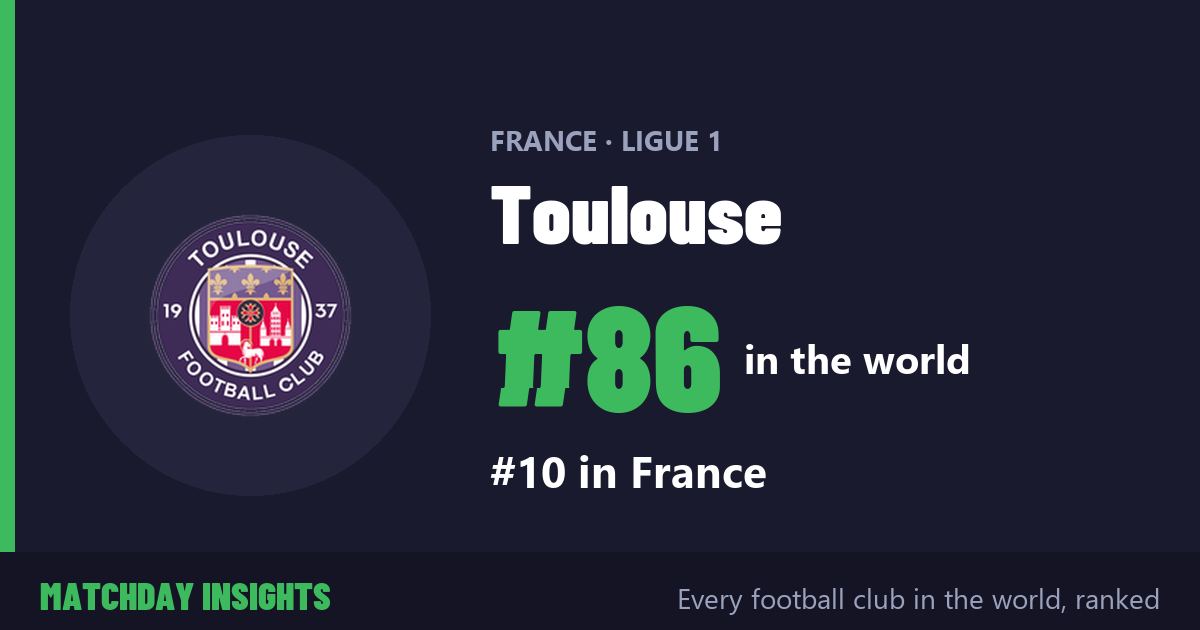 FRANCE · LIGUE 1
Toulouse
TOULOUSE
19 37
FOOTBALL CLUB
#86 in the world
#10 in France
MATCHDAY INSIGHTS
Every football club in the world, ranked